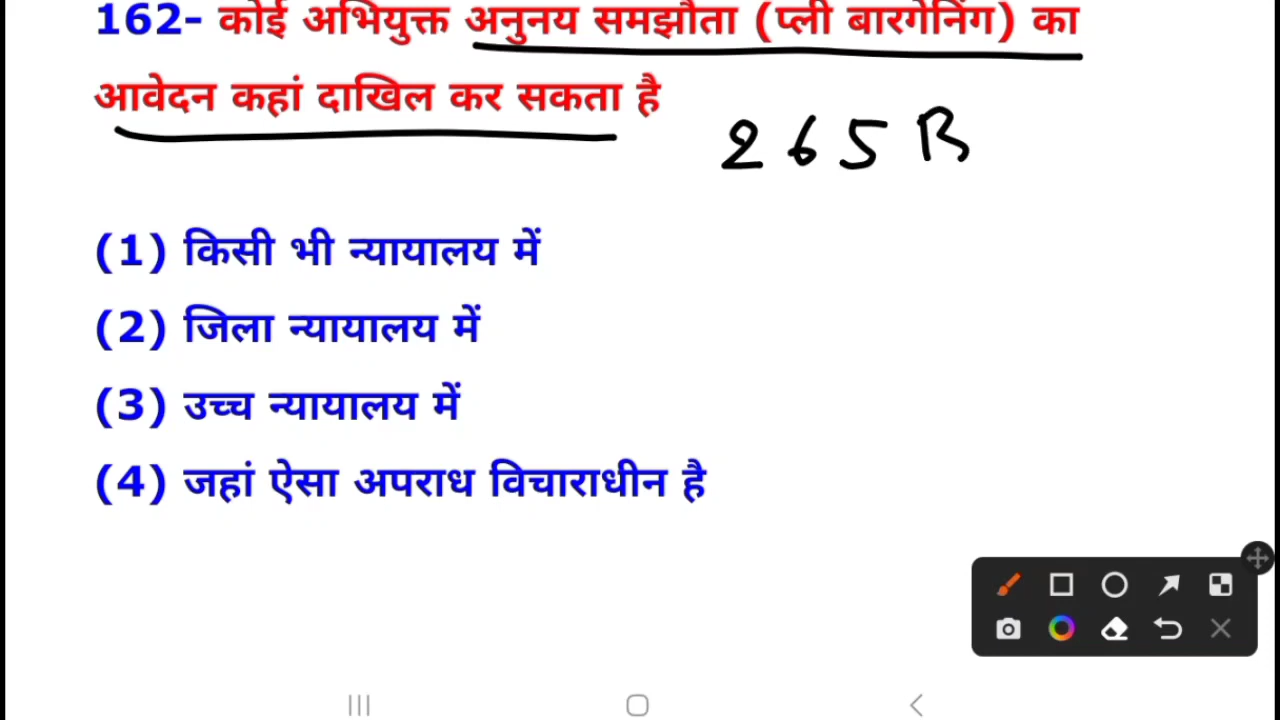 162- कोई अभियुक्त अनुनय समझौता (प्ली बारगेनिंग) का
आवेदन कहां दाखिल कर सकता है
265 B
(1) किसी भी न्यायालय में
(2) जिला न्यायालय में
(3) उच्च न्यायालय में
(4) जहां ऐसा अपराध विचाराधीन है